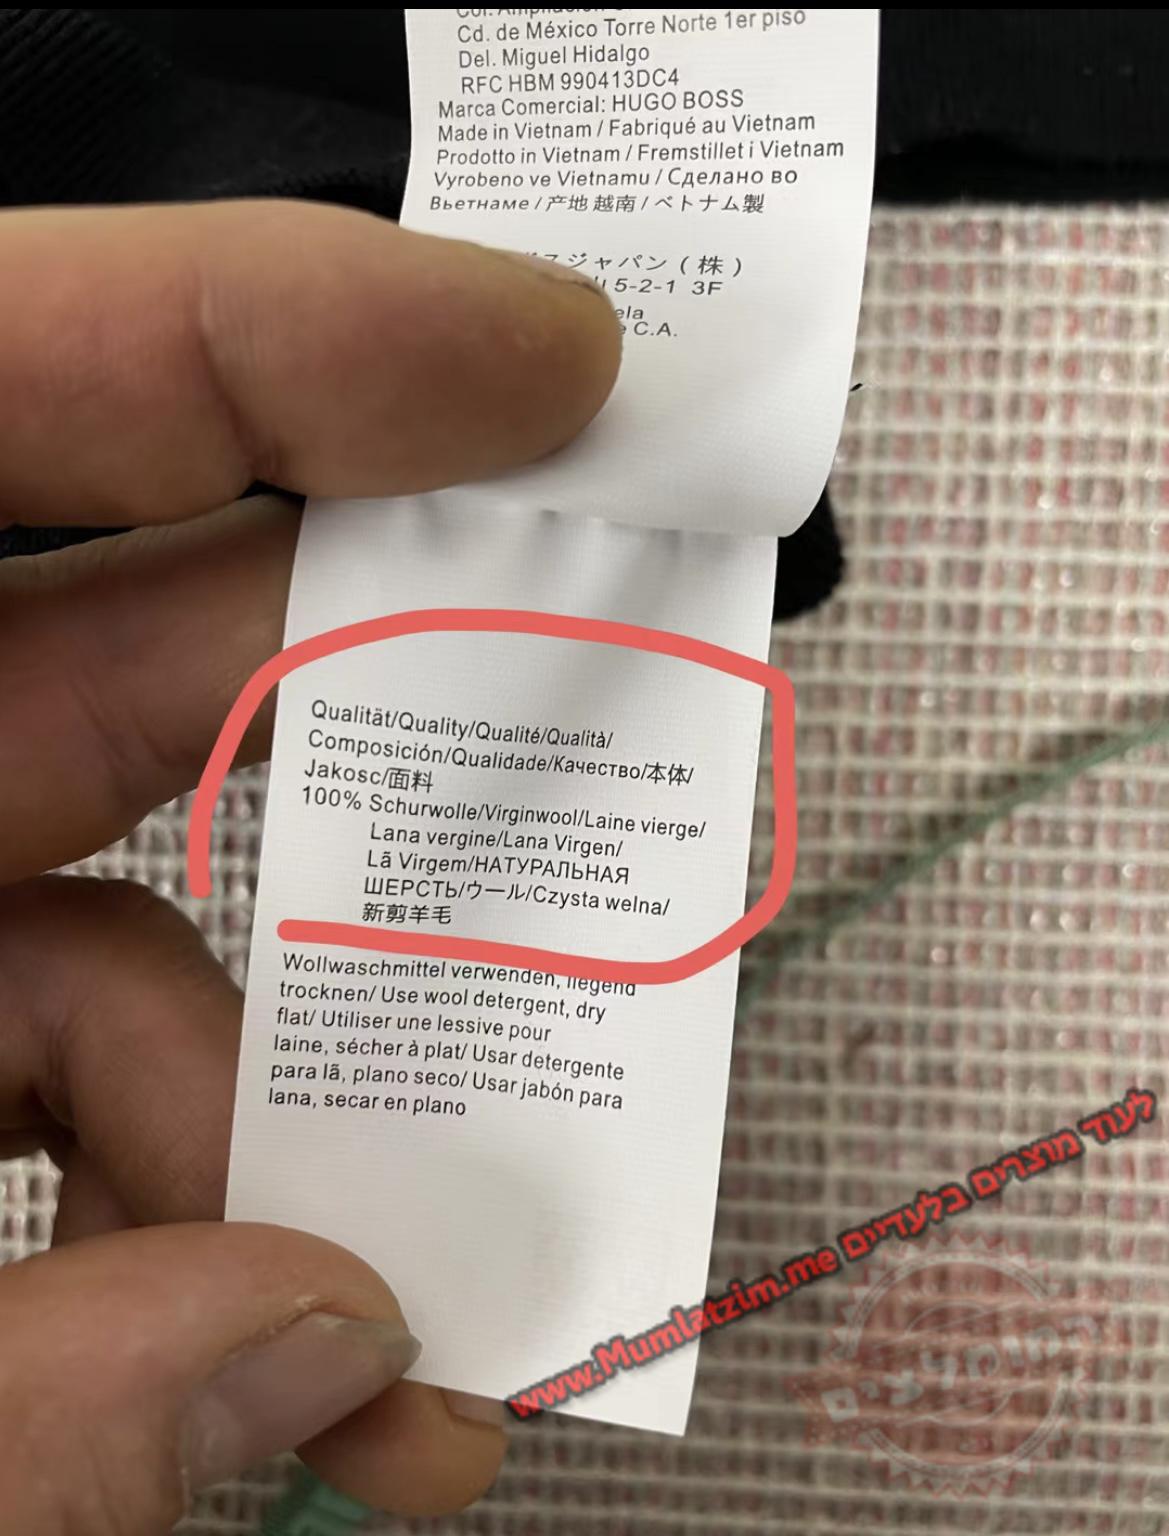 Cd. de México Torre Norte 1er piso
Del. Miguel Hidalgo
RFC HBM 990413DC4
Marca Comercial: HUGO BOSS
Made in Vietnam / Fabriqué au Vietnam
Prodotto in Vietnam / Fremstillet i Vietnam
Vyrobeno ve Vietnamu / Сделано во
Вьетнаме / 产地 越南 / ベトナム製
スジャパン ( 株 )
5-2-1 3F
C.A.
Qualität/Quality/Qualité/Qualità/
Composición/Qualidade/Качество/本体/
Jakosc/面料
100% Schurwolle/Virginwool/Laine vierge/
Lana vergine/Lana Virgen/
Lã Virgem/НАТУРАЛЬНАЯ
ШЕРСТЬ/ウール/Czysta welna/
新剪羊毛
Wollwaschmittel verwenden, liegend
trocknen/ Use wool detergent, dry
flat/ Utiliser une lessive pour
laine, sécher à plat/ Usar detergente
para lã, plano seco/ Usar jabón para
lana, secar en plano
לעוד מוצרים בלעדיים www.Mumlatzim.me
המומלצים